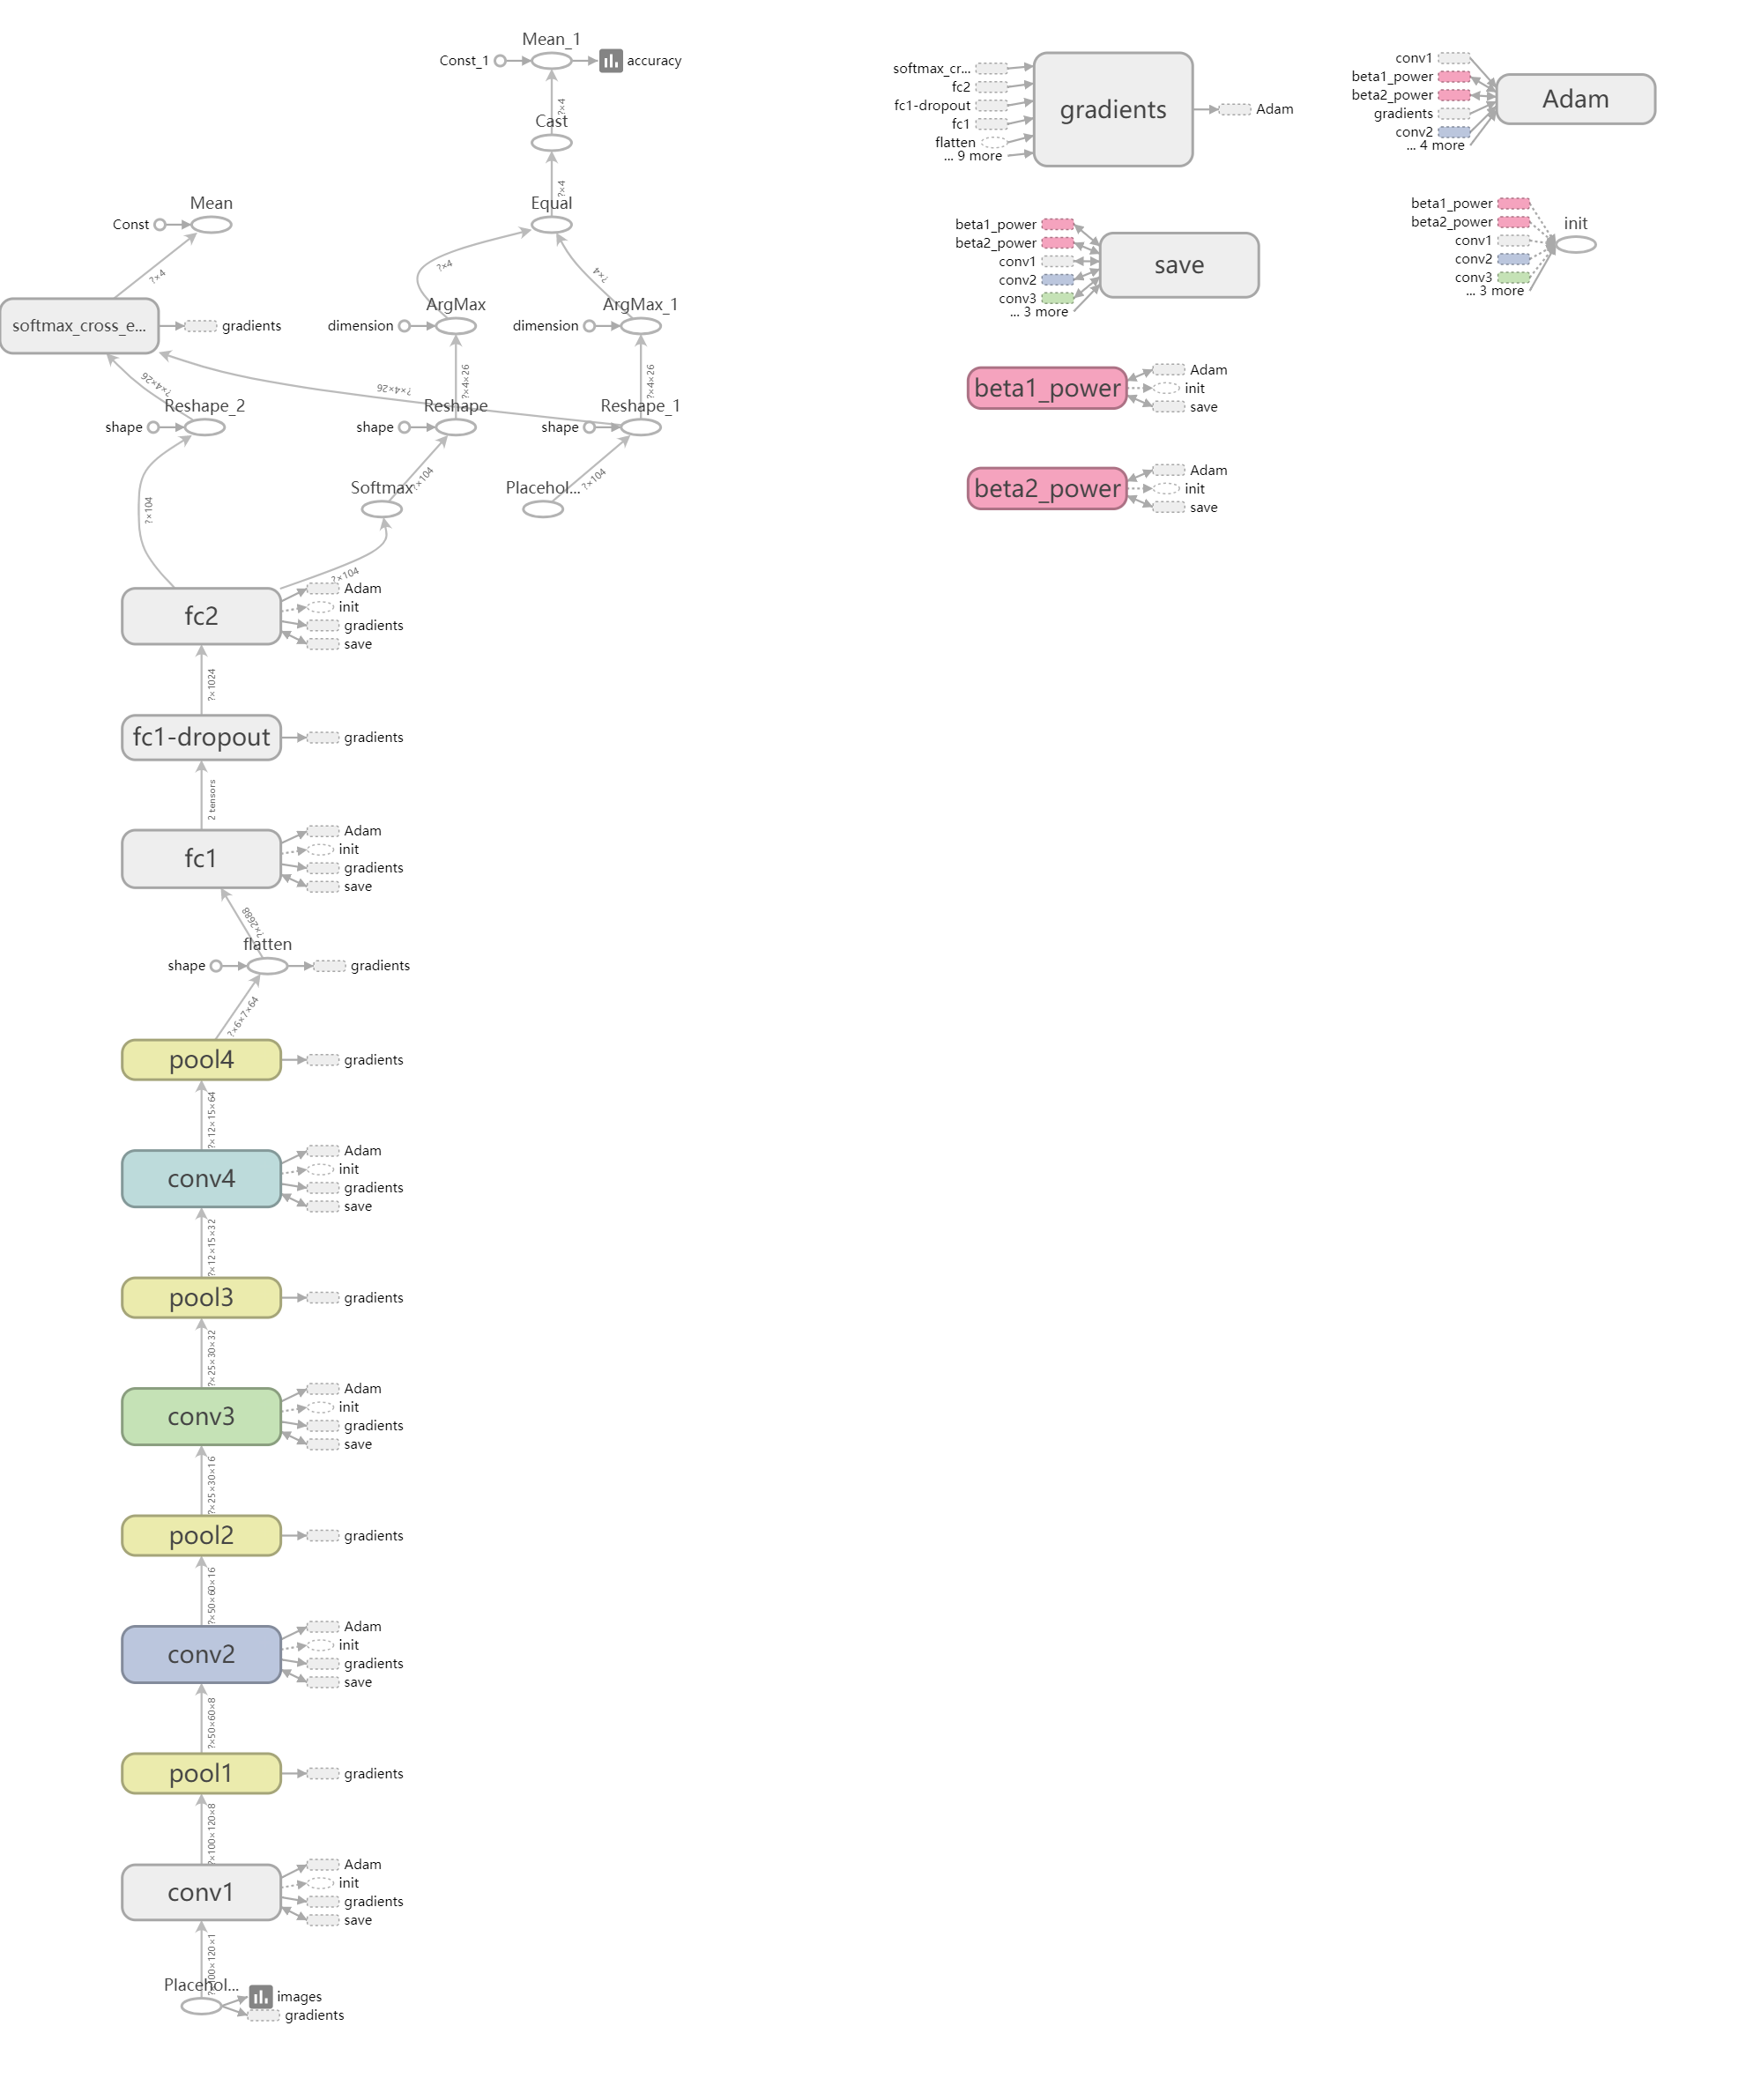 Mean_1
Const_1
accuracy
?×4
Cast
?×4
Equal
Mean
Const
?×4
?×4
?×4
softmax_cross_e...
gradients
ArgMax
dimension
ArgMax_1
dimension
?×4×26
?×4×26
?×4×26
?×4×26
Reshape_2
shape
Reshape
shape
Reshape_1
shape
?×104
?×104
?×104
Softmax
Placehol...
?×104
fc2
Adam
init
gradients
save
?×1024
fc1-dropout
gradients
2 tensors
fc1
Adam
init
gradients
save
?×2688
flatten
shape
gradients
?×6×7×64
pool4
gradients
?×12×15×64
conv4
Adam
init
gradients
save
?×12×15×32
pool3
gradients
?×25×30×32
conv3
Adam
init
gradients
save
?×25×30×16
pool2
gradients
?×50×60×16
conv2
Adam
init
gradients
save
?×50×60×8
pool1
gradients
?×100×120×8
conv1
Adam
init
gradients
save
?×100×120×1
Placehol...
images
gradients
softmax_cr...
fc2
fc1-dropout
fc1
flatten
... 9 more
gradients
Adam
conv1
beta1_power
beta2_power
gradients
conv2
... 4 more
Adam
beta1_power
beta2_power
conv1
conv2
conv3
... 3 more
save
beta1_power
beta2_power
conv1
conv2
conv3
... 3 more
init
beta1_power
Adam
init
save
beta2_power
Adam
init
save